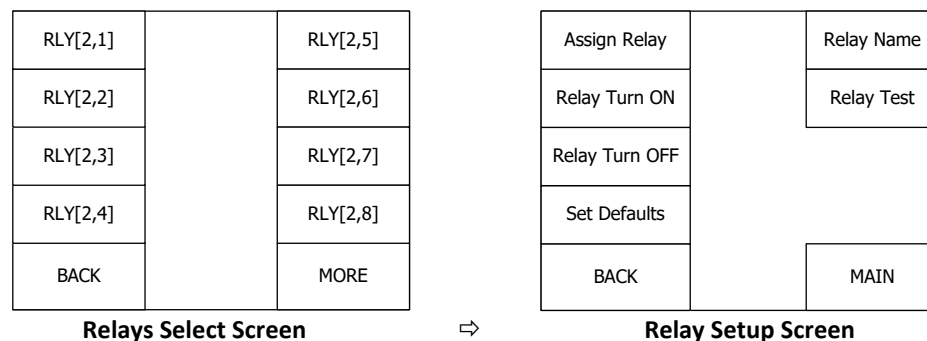 RLY[2,1] RLY[2,5]
RLY[2,2] RLY[2,6]
RLY[2,3] RLY[2,7]
RLY[2,4] RLY[2,8]
BACK MORE
Relays Select Screen
⇨
Assign Relay Relay Name
Relay Turn ON Relay Test
Relay Turn OFF
Set Defaults
BACK MAIN
Relay Setup Screen